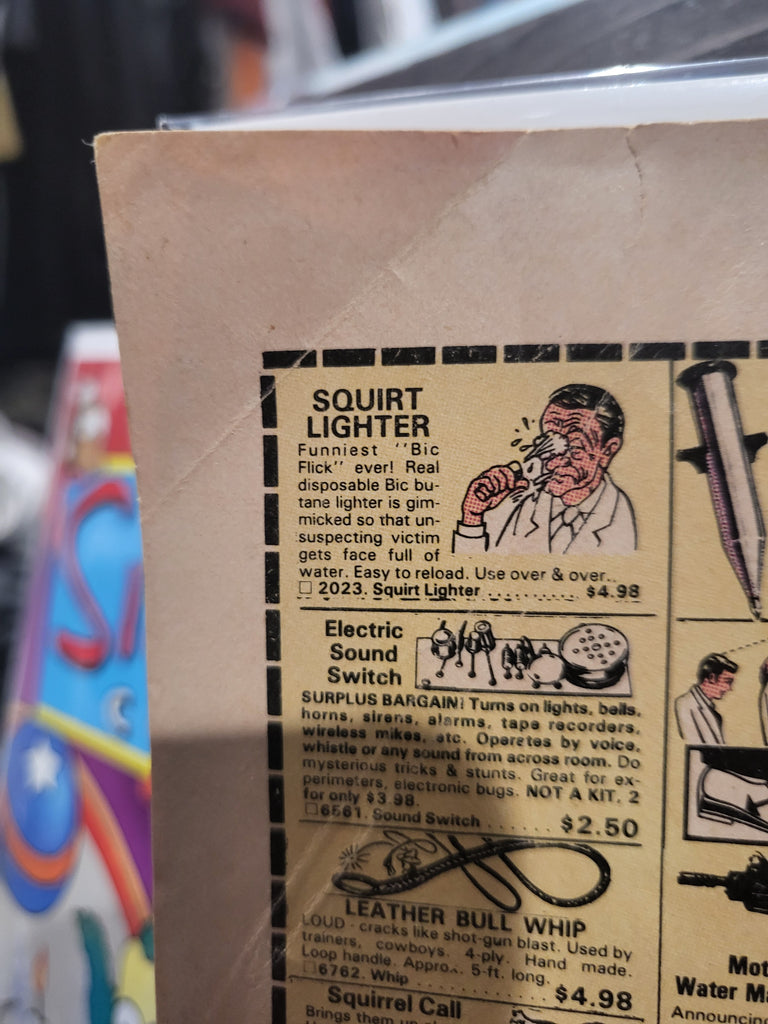 SQUIRT
LIGHTER
Funniest "Bic
Flick" ever! Real
disposable Bic bu-
tane lighter is gim-
micked so that un-
suspecting victim
gets face full of
water. Easy to reload. Use over & over..
□ 2023. Squirt Lighter .......... $4.98
Electric
Sound
Switch
SURPLUS BARGAIN! Turns on lights, bells,
horns, sirens, alarms, tape recorders,
wireless mikes, etc. Operates by voice,
whistle or any sound from across room. Do
mysterious tricks & stunts. Great for ex-
perimeters, electronic bugs. NOT A KIT. 2
for only $3.98.
□ 6561. Sound Switch ...... $2.50
LEATHER BULL WHIP
LOUD - cracks like shot-gun blast. Used by
trainers, cowboys. 4-ply. Hand made.
Loop handle. Approx. 5-ft. long.
□ 6762. Whip .......... $4.98
Squirrel Call
Brings them up
Mot
Water Ma
Announcing